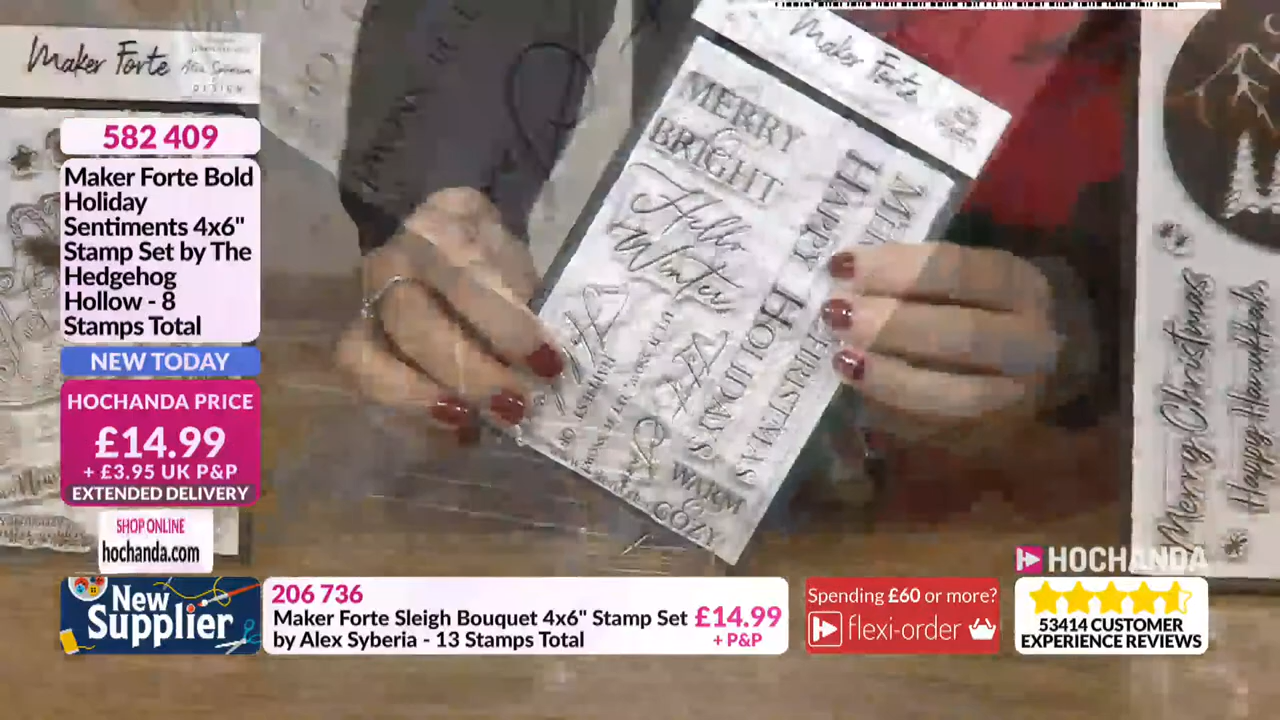 Maker Forte
Alex Syberia
DESIGN
582 409
Maker Forte Bold
Holiday
Sentiments 4x6"
Stamp Set by The
Hedgehog
Hollow - 8
Stamps Total
NEW TODAY
HOCHANDA PRICE
£14.99
+ £3.95 UK P&P
EXTENDED DELIVERY
SHOP ONLINE
hochanda.com
Maker Forte
MERRY
&
BRIGHT
Hello
Winter
HAPPY HOLIDAYS
CHRISTMAS
WARM
COZY
Merry Christmas
HOCHANDA
New
Supplier
206 736
Maker Forte Sleigh Bouquet 4x6" Stamp Set
by Alex Syberia - 13 Stamps Total
£14.99
+ P&P
Spending £60 or more?
flexi-order
53414 CUSTOMER
EXPERIENCE REVIEWS